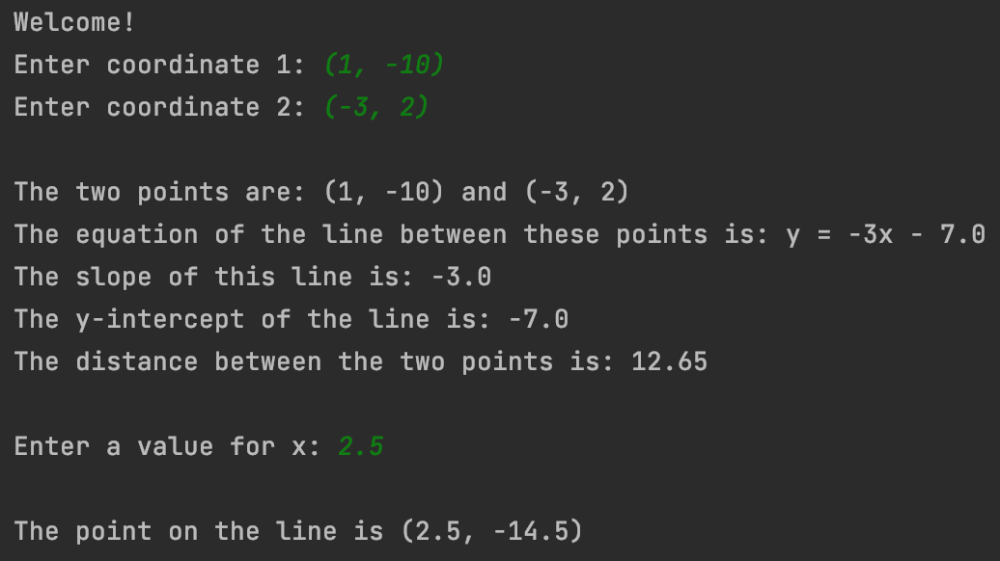 Welcome!
Enter coordinate 1: (1, -10)
Enter coordinate 2: (-3, 2)
The two points are: (1, -10) and (-3, 2)
The equation of the line between these points is: y = -3x - 7.0
The slope of this line is: -3.0
The y-intercept of the line is: -7.0
The distance between the two points is: 12.65
Enter a value for x: 2.5
The point on the line is (2.5, -14.5)